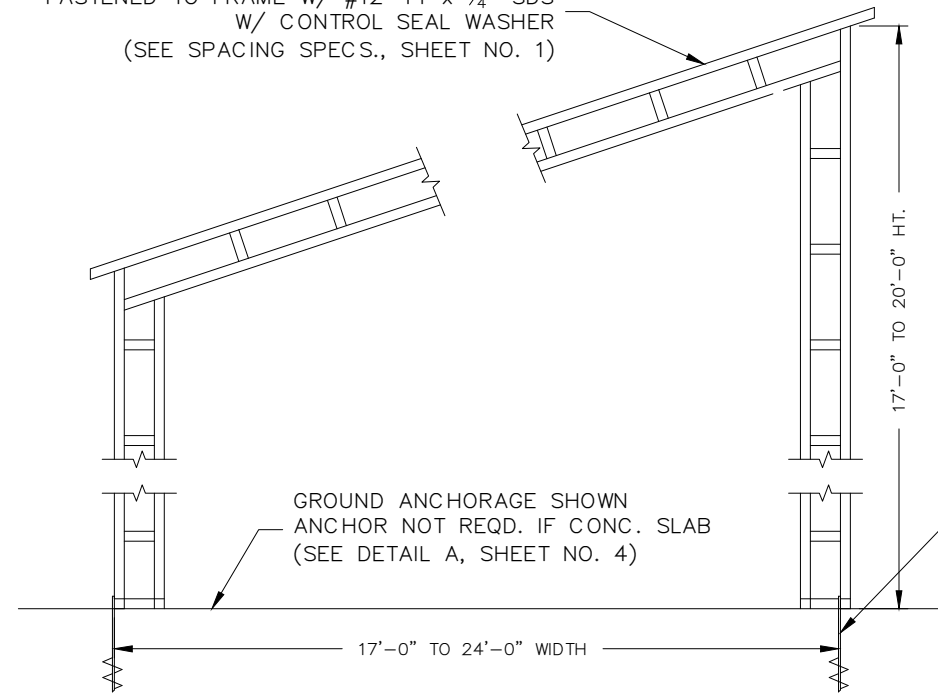 FASTENED TO FRAME W/ #12-14 x ¾" SDS
W/ CONTROL SEAL WASHER
(SEE SPACING SPECS., SHEET NO. 1)
17'-0" TO 20'-0" HT.
GROUND ANCHORAGE SHOWN
ANCHOR NOT REQD. IF CONC. SLAB
(SEE DETAIL A, SHEET NO. 4)
17'-0" TO 24'-0" WIDTH